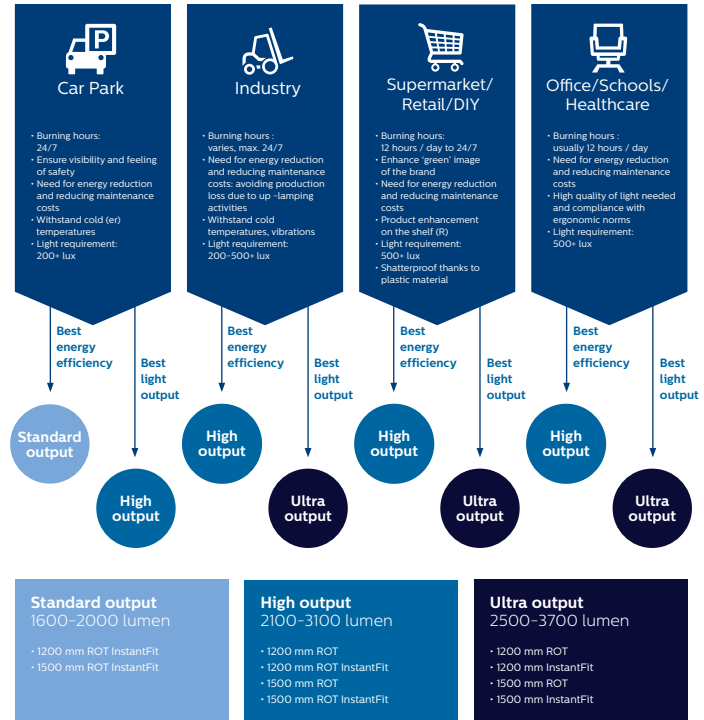 P
Car Park
• Burning hours:
24/7
• Ensure visibility and feeling
of safety
• Need for energy reduction
and reducing maintenance
costs
• Withstand cold (er)
temperatures
• Light requirement:
200+ lux
Industry
• Burning hours:
varies, max. 24/7
• Need for energy reduction
and reducing maintenance
costs: avoiding production
loss due to up -lamping
activities
• Withstand cold
temperatures, vibrations
• Light requirement:
200-500+ lux
Supermarket/
Retail/DIY
• Burning hours:
12 hours / day to 24/7
• Enhance ‘green’ image
of the brand
• Need for energy reduction
and reducing maintenance
costs
• Product enhancement
on the shelf (R)
• Light requirement:
500+ lux
• Shatterproof thanks to
plastic material
Office/Schools/
Healthcare
• Burning hours :
usually 12 hours / day
• Need for energy reduction
and reducing maintenance
costs
• High quality of light needed
and compliance with
ergonomic norms
• Light requirement:
500+ lux
Best
energy
efficiency
Best
light
output
Best
energy
efficiency
Best
light
output
Best
energy
efficiency
Best
light
output
Best
energy
efficiency
Best
light
output
Standard
output
High
output
High
output
Ultra
output
High
output
Ultra
output
High
output
Ultra
output
Standard output
1600-2000 lumen
• 1200 mm ROT InstantFit
• 1500 mm ROT InstantFit
High output
2100-3100 lumen
• 1200 mm ROT
• 1200 mm ROT InstantFit
• 1500 mm ROT
• 1500 mm ROT InstantFit
Ultra output
2500-3700 lumen
• 1200 mm ROT
• 1200 mm InstantFit
• 1500 mm ROT
• 1500 mm InstantFit